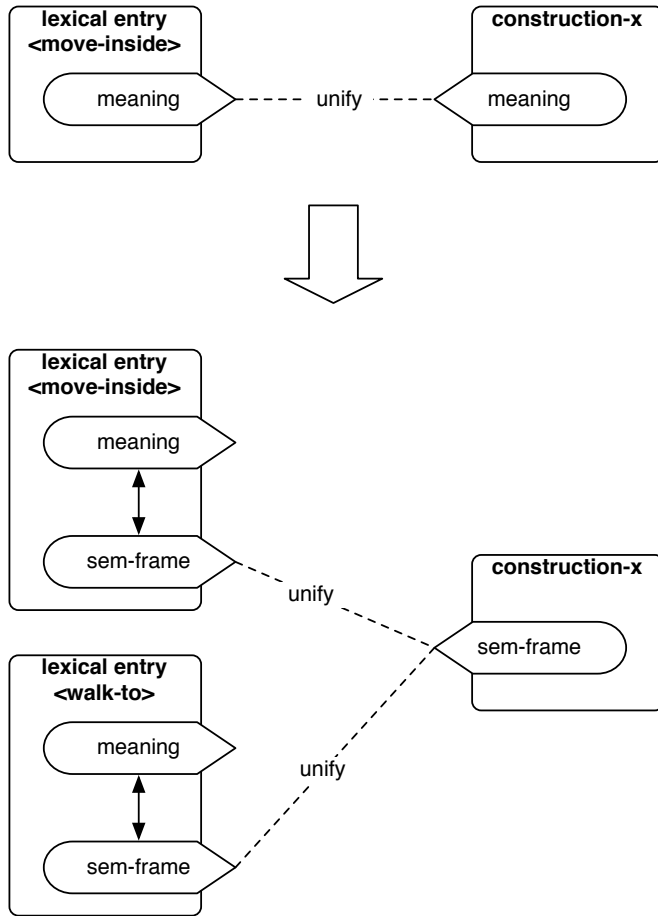 lexical entry
<move-inside>
construction-x
meaning
unify
meaning
lexical entry
<move-inside>
meaning
sem-frame
unify
construction-x
sem-frame
lexical entry
<walk-to>
meaning
unify
sem-frame